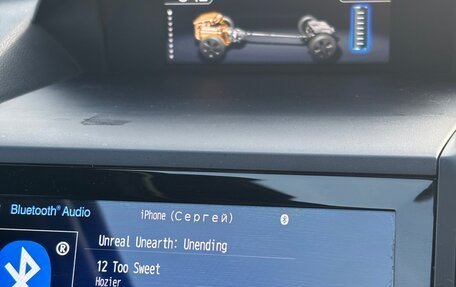 Bluetooth® Audio
iPhone (Сергей)
®
Unreal Unearth: Unending
12 Too Sweet
Hozier